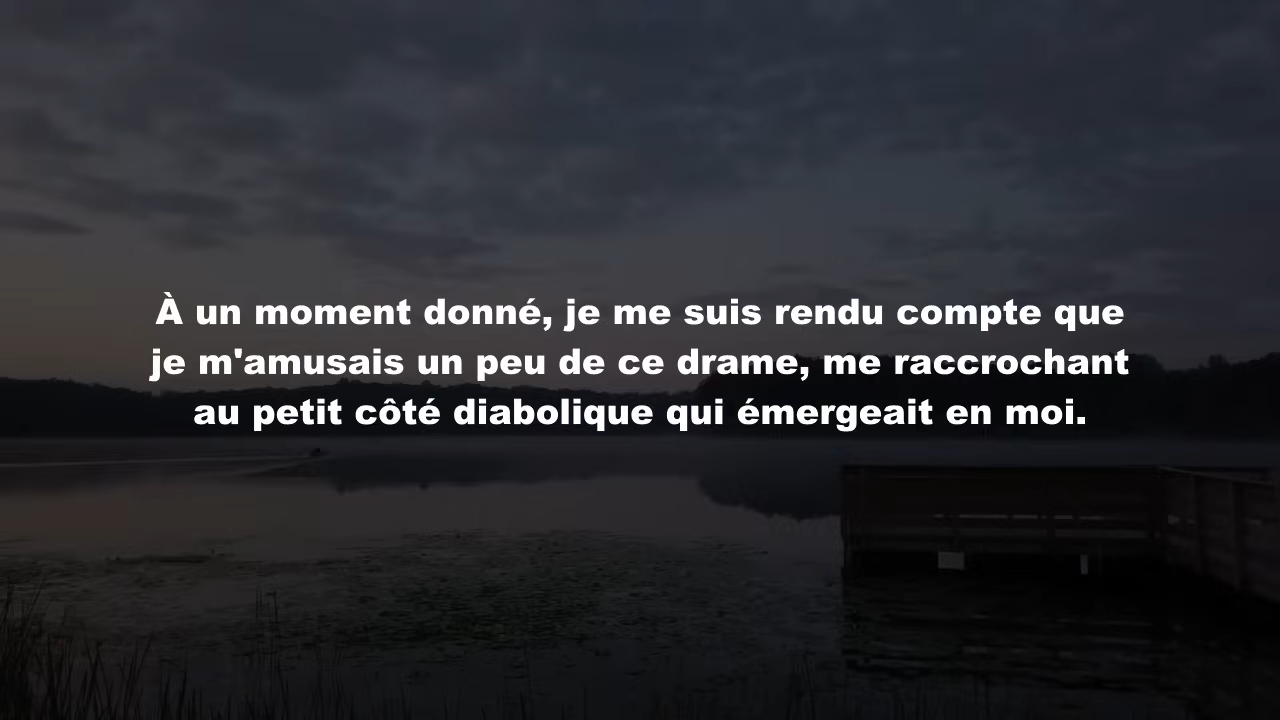 À un moment donné, je me suis rendu compte que
je m'amusais un peu de ce drame, me raccrochant
au petit côté diabolique qui émergeait en moi.